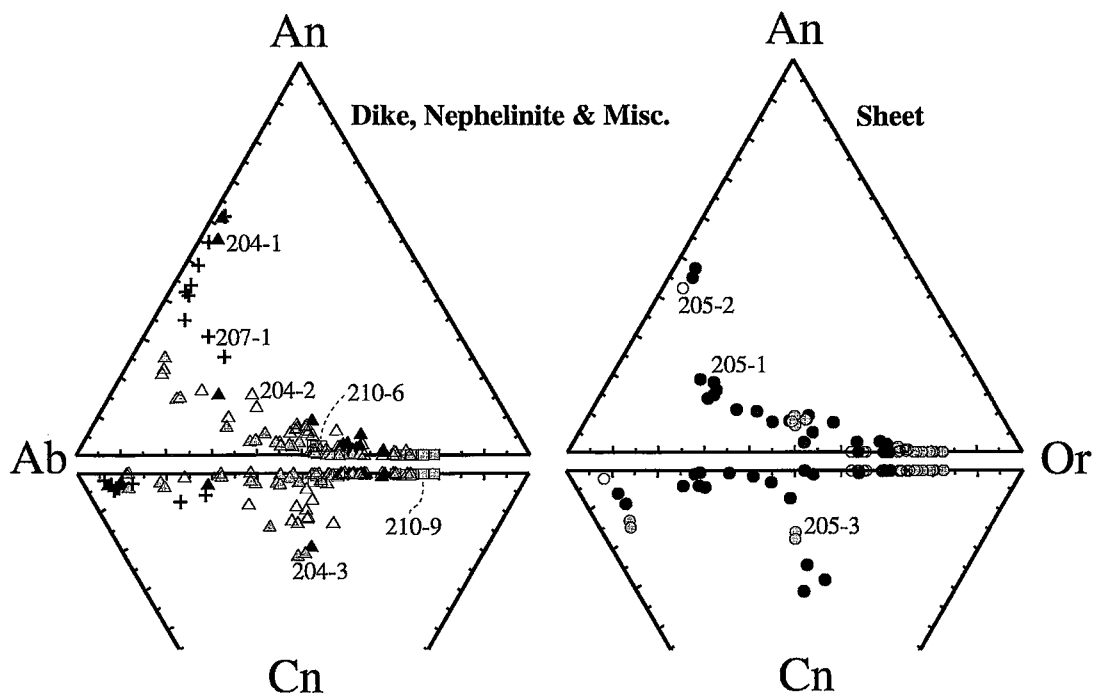 An
An
Dike, Nephelinite & Misc.
Sheet
204-1
205-2
207-1
205-1
204-2
210-6
Ab
Or
210-9
205-3
204-3
Cn
Cn